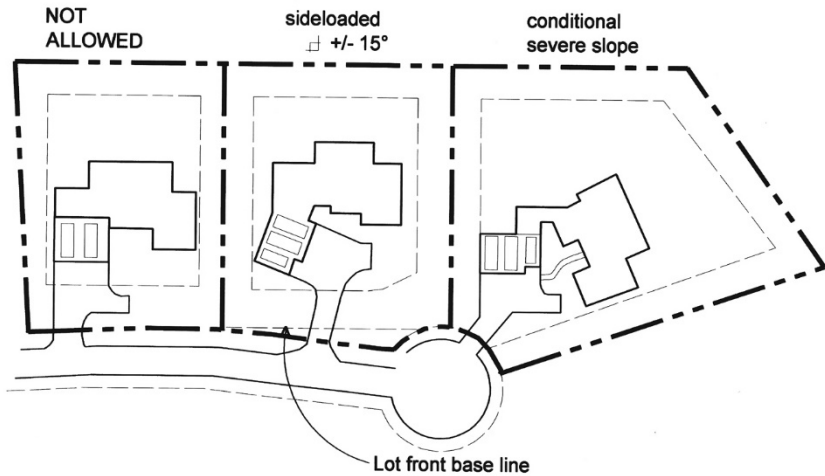 NOT
ALLOWED
sideloaded
+/- 15°
conditional
severe slope
Lot front base line